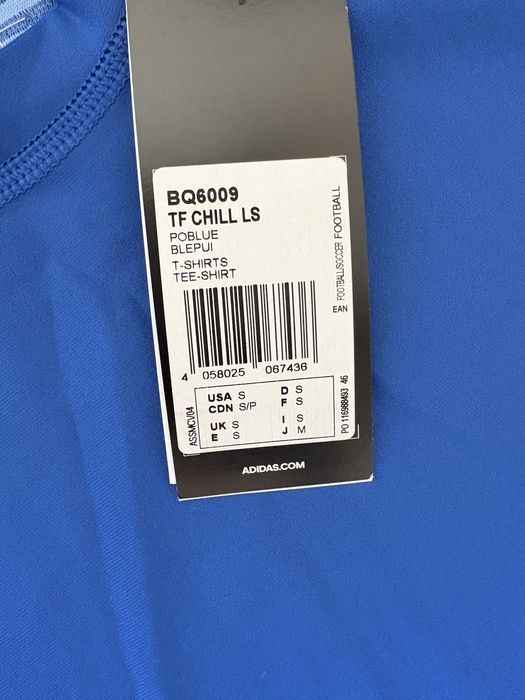 BQ6009
TF CHILL LS
POBLUE
BLEPUI
T-SHIRTS
TEE-SHIRT
FOOTBALL/SOCCER FOOTBALL
EAN
4 058025 067436
ASSMCV04
USA S
CDN S/P
UK S
E S
D S
F S
I S
J M
PO 116988493 46
ADIDAS.COM